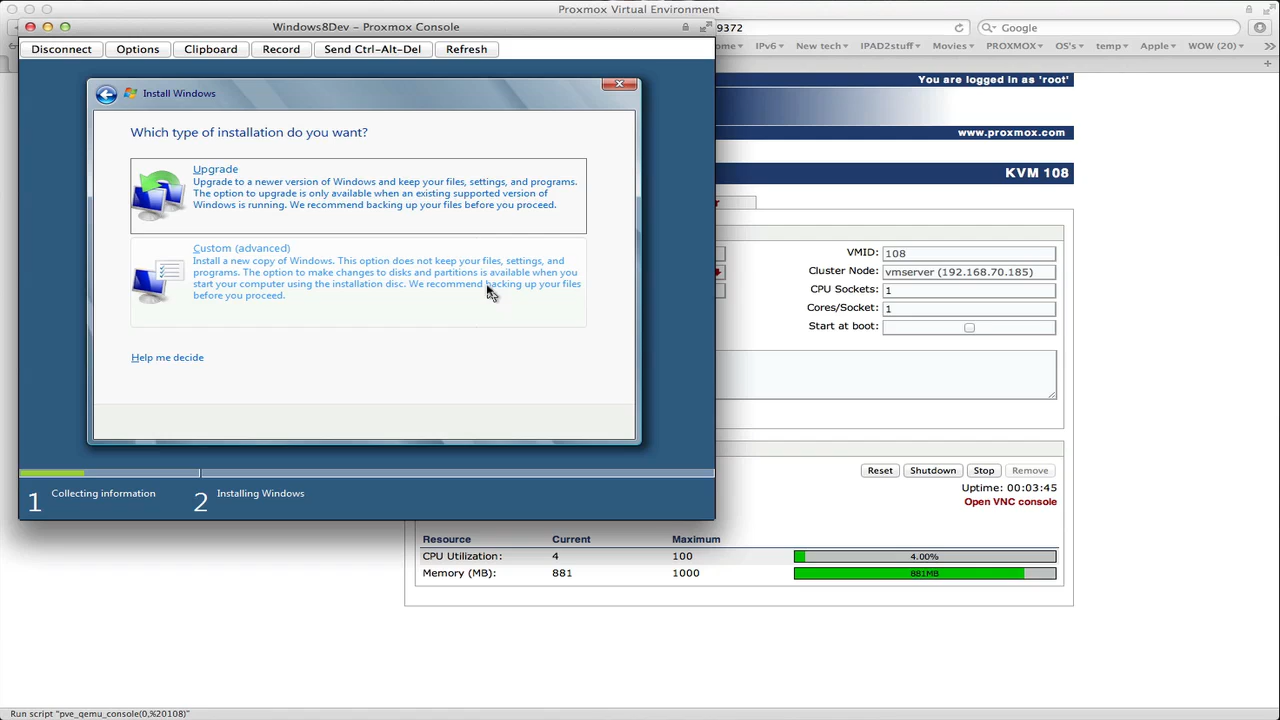 Proxmox Virtual Environment
Windows8Dev – Proxmox Console
9372
Google
Disconnect
Options
Clipboard
Record
Send Ctrl-Alt-Del
Refresh
ome
IPv6
New tech
IPAD2stuff
Movies
PROXMOX
OS's
temp
Apple
WOW (20)
You are logged in as 'root'
Install Windows
www.proxmox.com
Which type of installation do you want?
Upgrade
Upgrade to a newer version of Windows and keep your files, settings, and programs.
The option to upgrade is only available when an existing supported version of
Windows is running. We recommend backing up your files before you proceed.
KVM 108
Custom (advanced)
Install a new copy of Windows. This option does not keep your files, settings, and
programs. The option to make changes to disks and partitions is available when you
start your computer using the installation disc. We recommend backing up your files
before you proceed.
Help me decide
VMID: 108
Cluster Node: vmserver (192.168.70.185)
CPU Sockets: 1
Cores/Socket: 1
Start at boot:
1 Collecting information
2 Installing Windows
Reset
Shutdown
Stop
Remove
Uptime: 00:03:45
Open VNC console
Resource Current Maximum
CPU Utilization: 4 100 4.00%
Memory (MB): 881 1000 881MB
Run script "pve_qemu_console(0,%20108)"